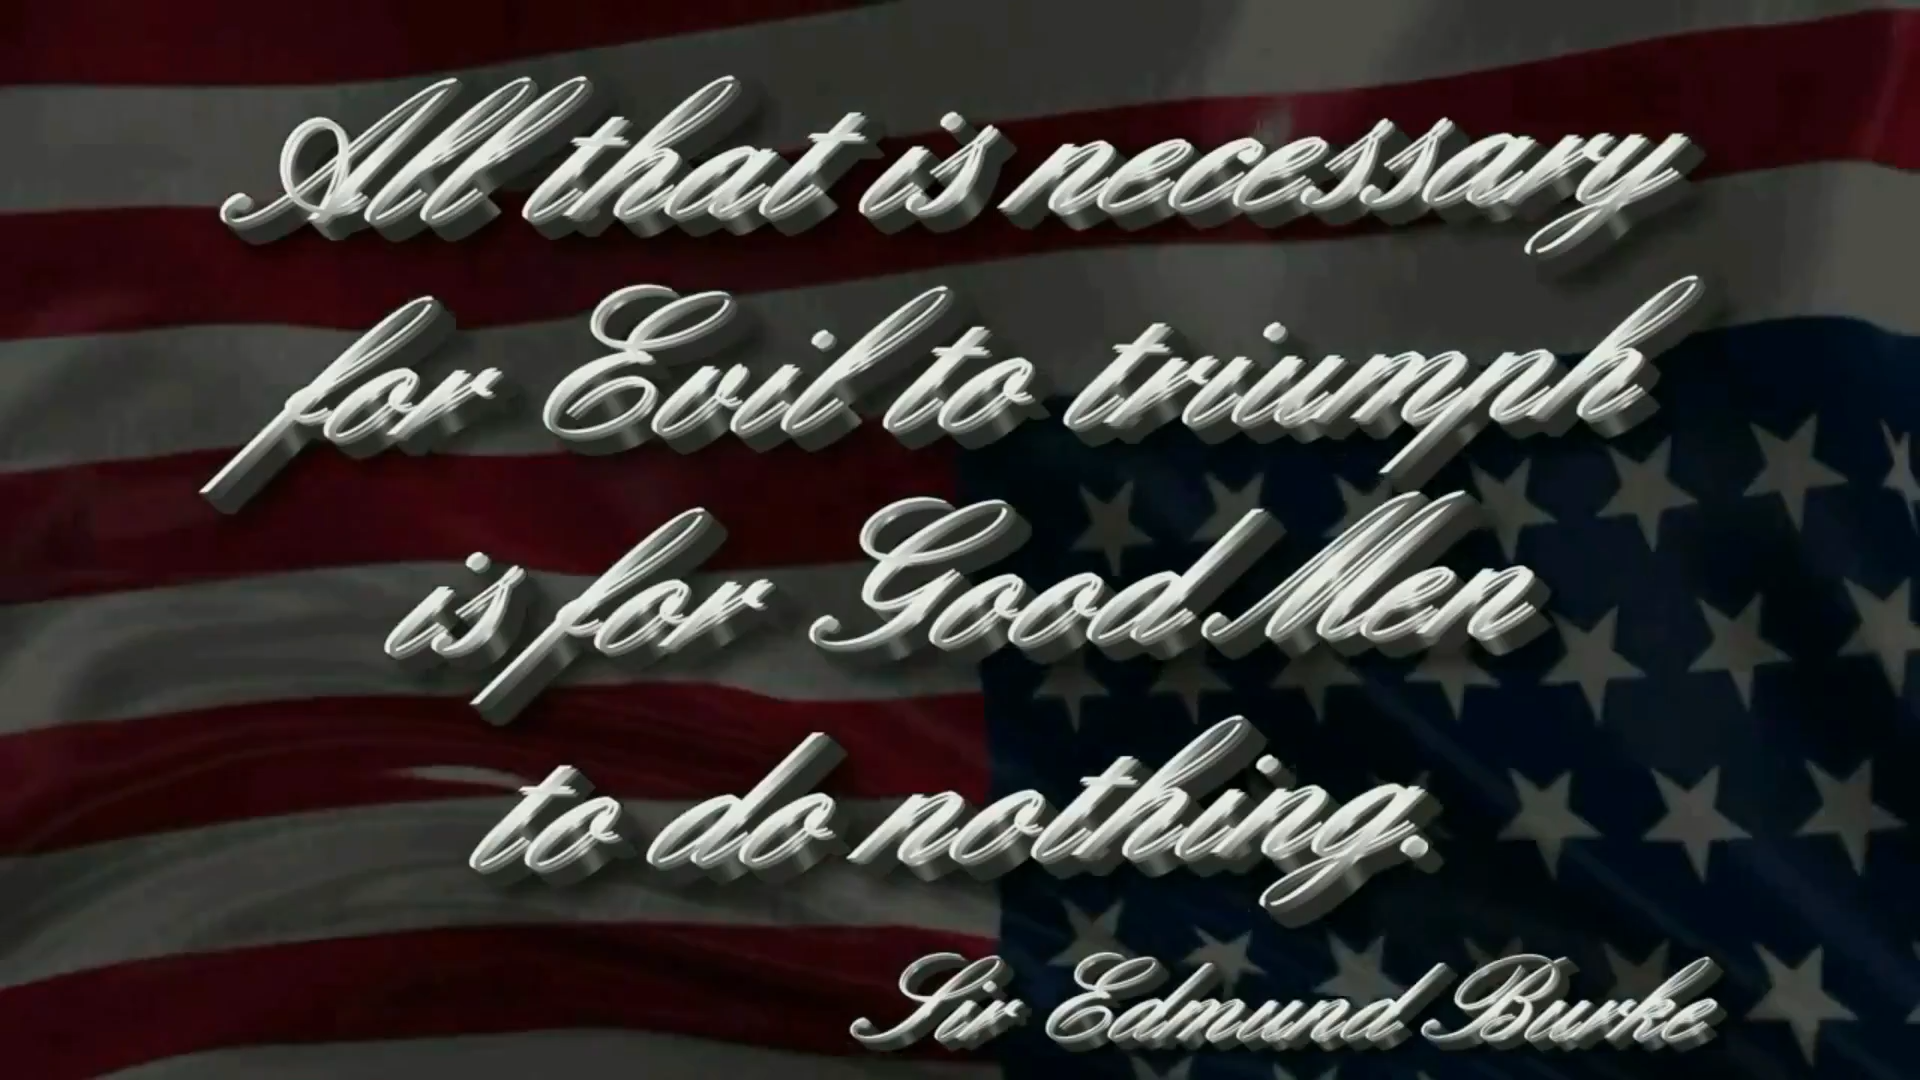 All that is necessary
for Evil to triumph
is for Good Men
to do nothing.
Sir Edmund Burke